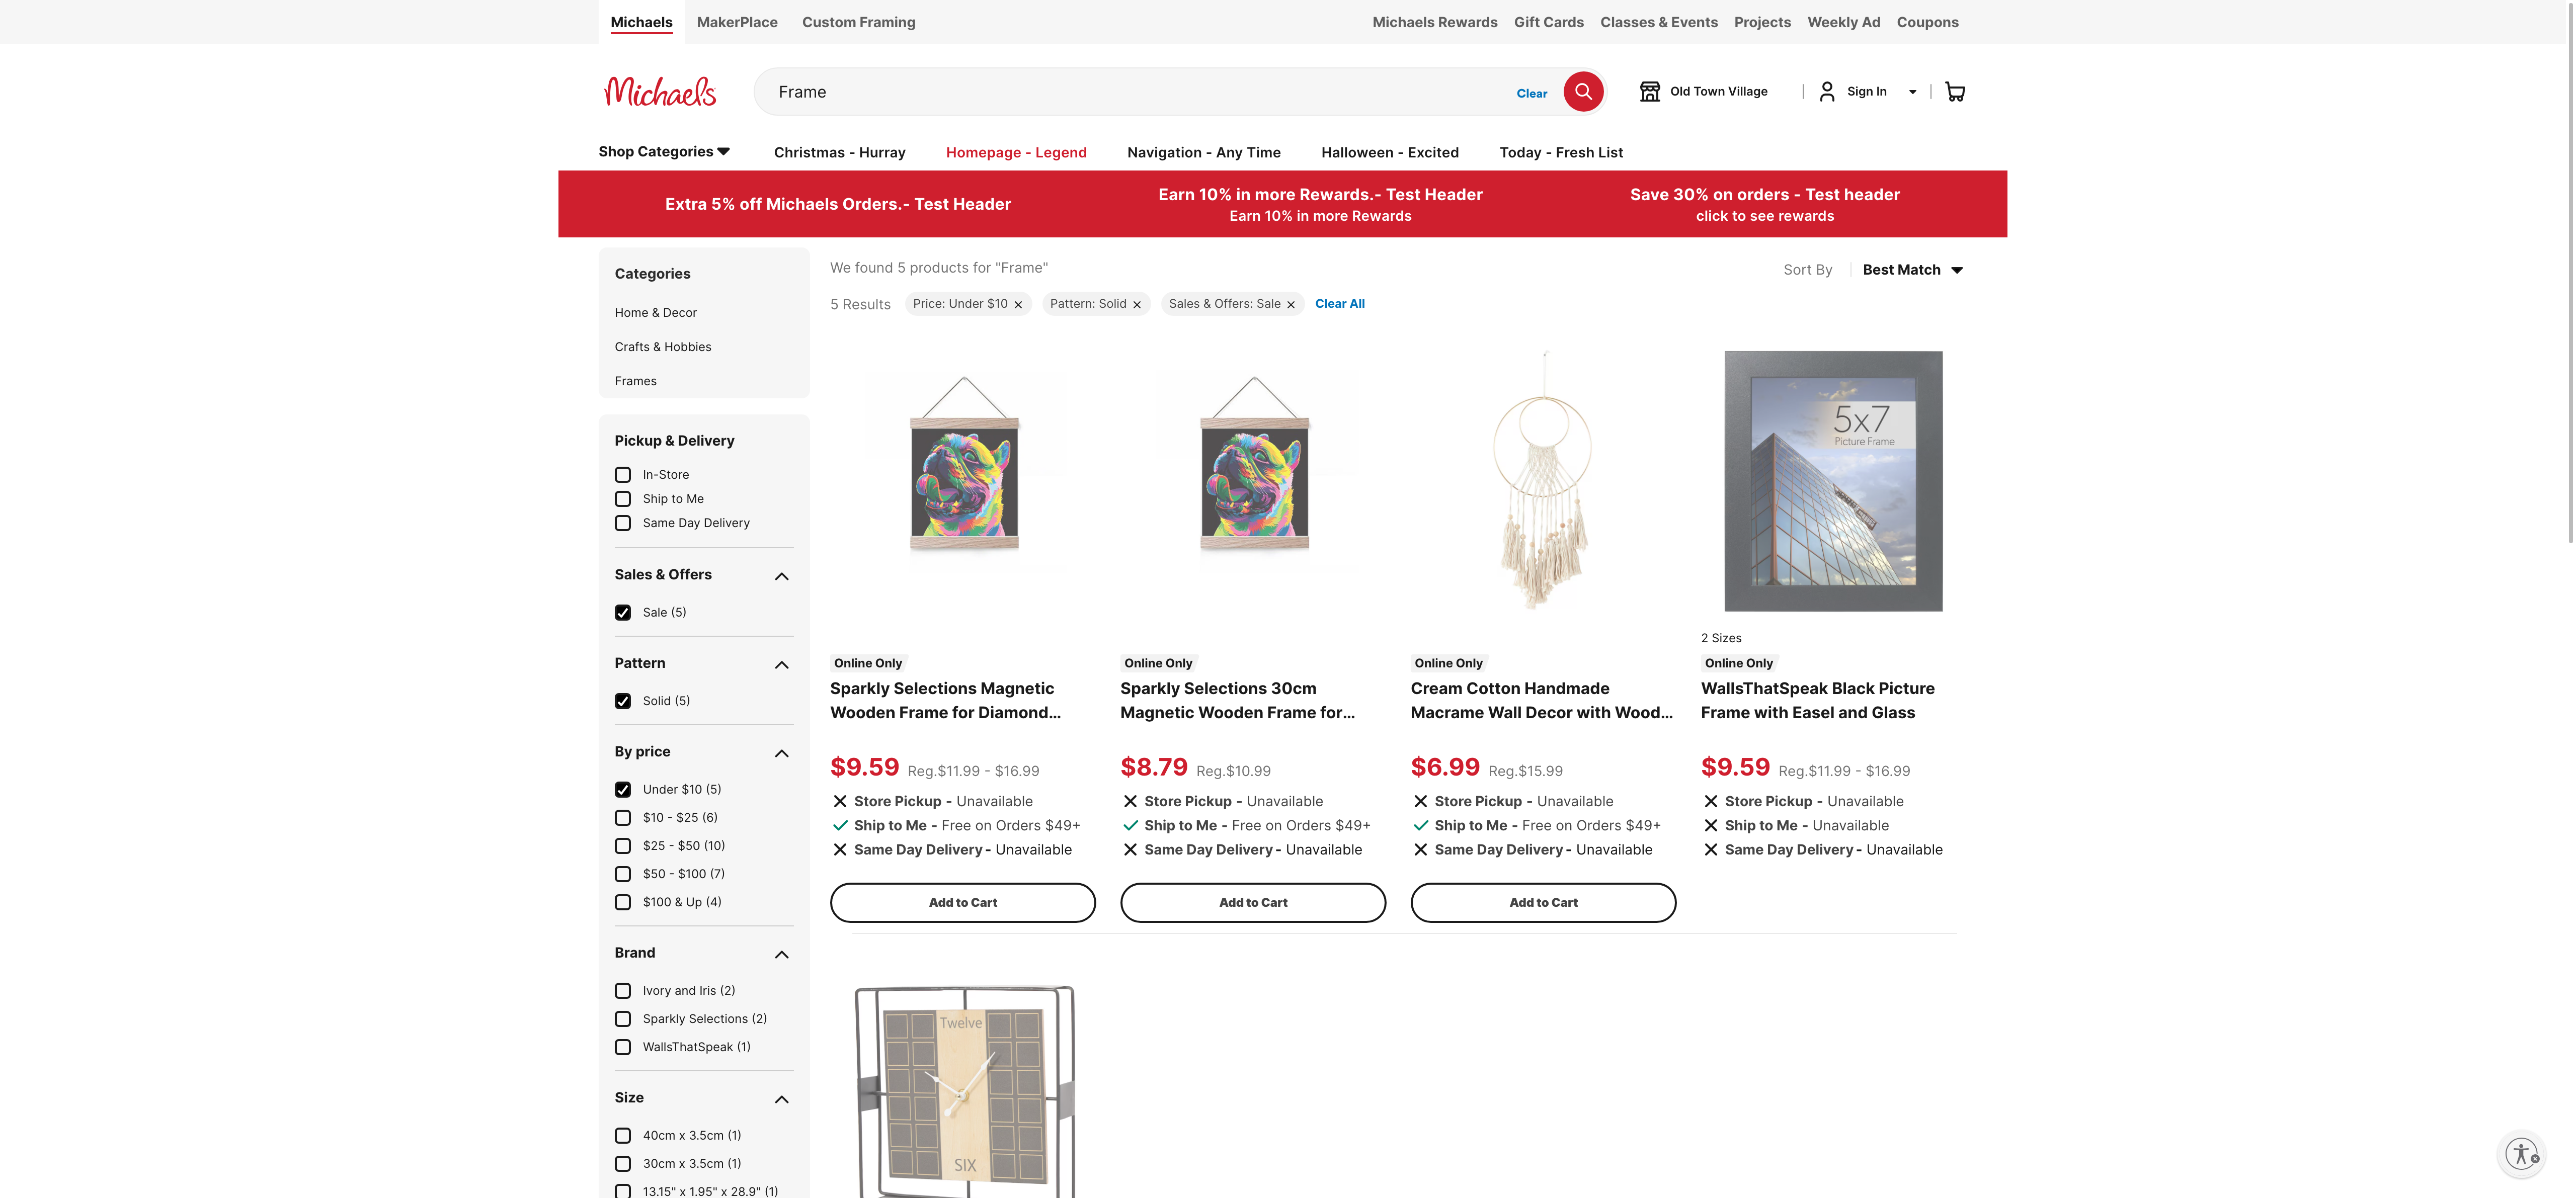 Michaels MakerPlace Custom Framing Michaels Rewards Gift Cards Classes & Events Projects Weekly Ad Coupons
Michaels Frame Clear Old Town Village | Sign In |
Shop Categories Christmas - Hurray Homepage - Legend Navigation - Any Time Halloween - Excited Today - Fresh List
Extra 5% off Michaels Orders.- Test Header
Earn 10% in more Rewards.- Test Header
Earn 10% in more Rewards
Save 30% on orders - Test header
click to see rewards
Categories
Home & Decor
Crafts & Hobbies
Frames
Pickup & Delivery
In-Store
Ship to Me
Same Day Delivery
Sales & Offers
Sale (5)
Pattern
Solid (5)
By price
Under $10 (5)
$10 - $25 (6)
$25 - $50 (10)
$50 - $100 (7)
$100 & Up (4)
Brand
Ivory and Iris (2)
Sparkly Selections (2)
WallsThatSpeak (1)
Size
40cm x 3.5cm (1)
30cm x 3.5cm (1)
13.15" x 1.95" x 28.9" (1)
We found 5 products for "Frame"
Sort By Best Match
5 Results Price: Under $10 Pattern: Solid Sales & Offers: Sale Clear All
Online Only
Sparkly Selections Magnetic
Wooden Frame for Diamond...
$9.59 Reg.$11.99 - $16.99
Store Pickup - Unavailable
Ship to Me - Free on Orders $49+
Same Day Delivery - Unavailable
Add to Cart
Online Only
Sparkly Selections 30cm
Magnetic Wooden Frame for...
$8.79 Reg.$10.99
Store Pickup - Unavailable
Ship to Me - Free on Orders $49+
Same Day Delivery - Unavailable
Add to Cart
Online Only
Cream Cotton Handmade
Macrame Wall Decor with Wood...
$6.99 Reg.$15.99
Store Pickup - Unavailable
Ship to Me - Free on Orders $49+
Same Day Delivery - Unavailable
Add to Cart
5x7
Picture Frame
2 Sizes
Online Only
WallsThatSpeak Black Picture
Frame with Easel and Glass
$9.59 Reg.$11.99 - $16.99
Store Pickup - Unavailable
Ship to Me - Unavailable
Same Day Delivery - Unavailable
Twelve
SIX